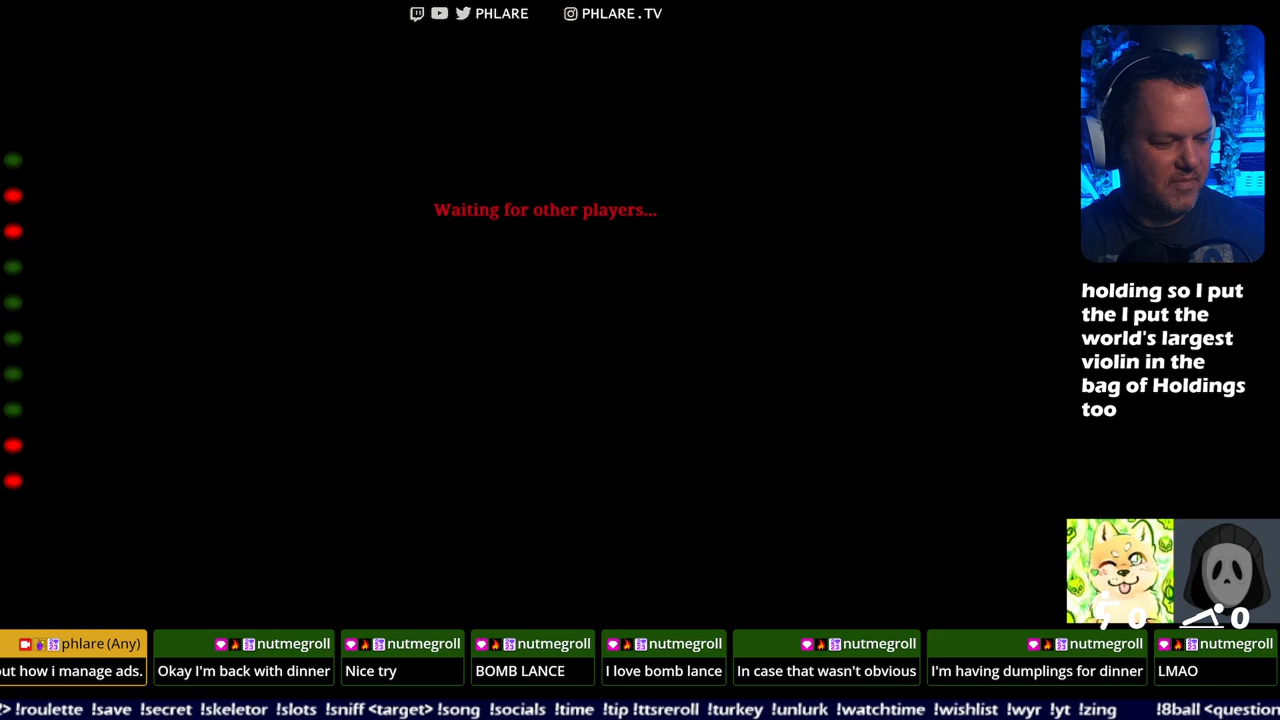 PHLARE PHLARE.TV
Waiting for other players...
holding so I put
the I put the
world's largest
violin in the
bag of Holdings
too
0 0
phlare (Any) nutmegroll nutmegroll nutmegroll nutmegroll nutmegroll nutmegroll nutmegroll
out how i manage ads. Okay I'm back with dinner Nice try BOMB LANCE I love bomb lance In case that wasn't obvious I'm having dumplings for dinner LMAO
2> !roulette !save !secret !skeletor !slots !sniff <target> !song !socials !time !tip !ttsreroll !turkey !unlurk !watchtime !wishlist !wyr !yt !zing !8ball <question